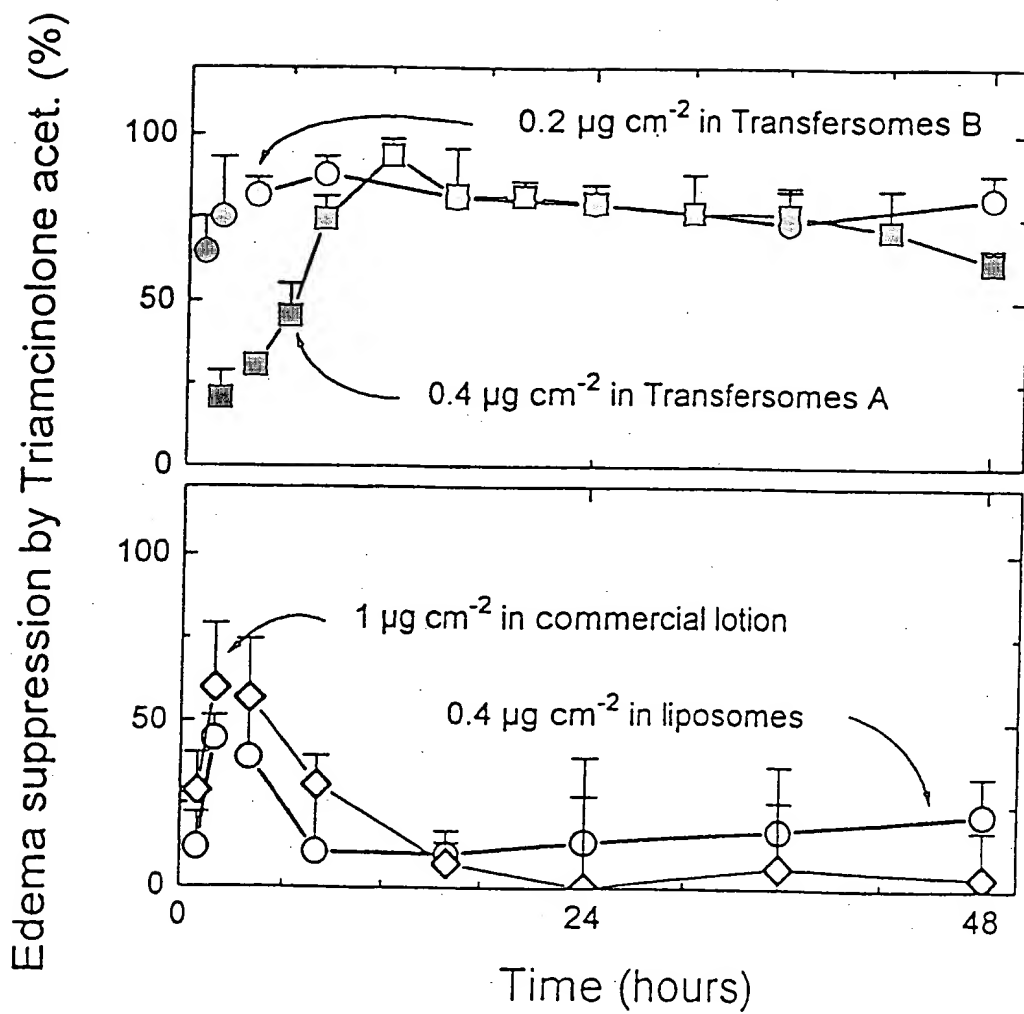 Edema suppression by Triamcinolone acet. (%)
100
50
0
0.2 µg cm-2 in Transfersomes B
0.4 µg cm-2 in Transfersomes A
100
50
0
1 µg cm-2 in commercial lotion
0.4 µg cm-2 in liposomes
0
24
48
Time (hours)